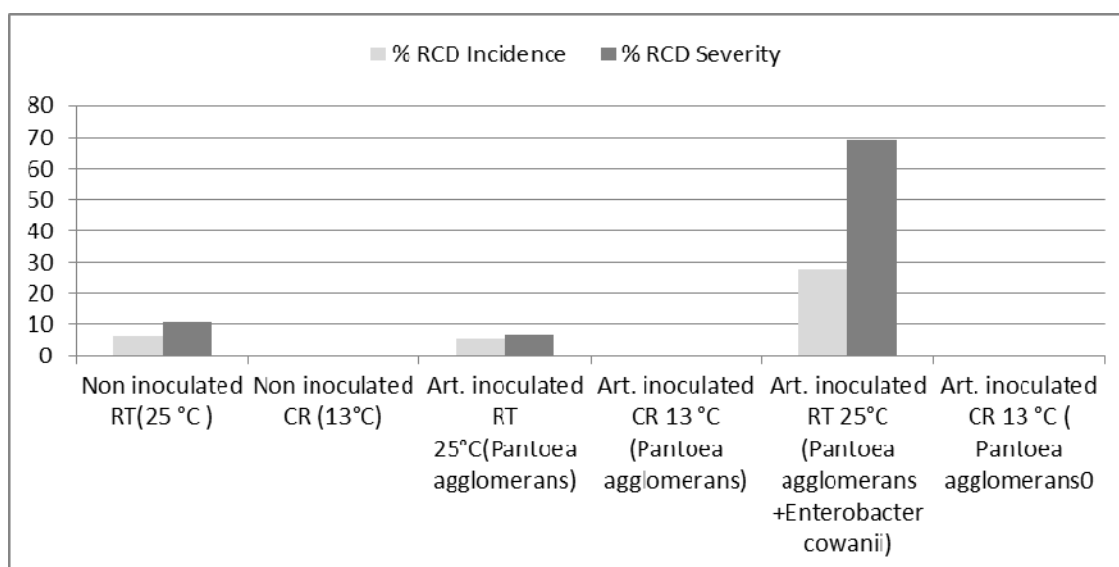 % RCD Incidence % RCD Severity
80
70
60
50
40
30
20
10
0
Non inoculated
RT(25 °C )
Non inoculated
CR (13°C)
Art. inoculated
RT
25°C(Pantoea
agglomerans)
Art. inoculated
CR 13 °C
(Pantoea
agglomerans)
Art. inoculated
RT 25°C
(Pantoea
agglomerans
+Enterobacter
cowanii)
Art. inoculated
CR 13 °C (
Pantoea
agglomerans0